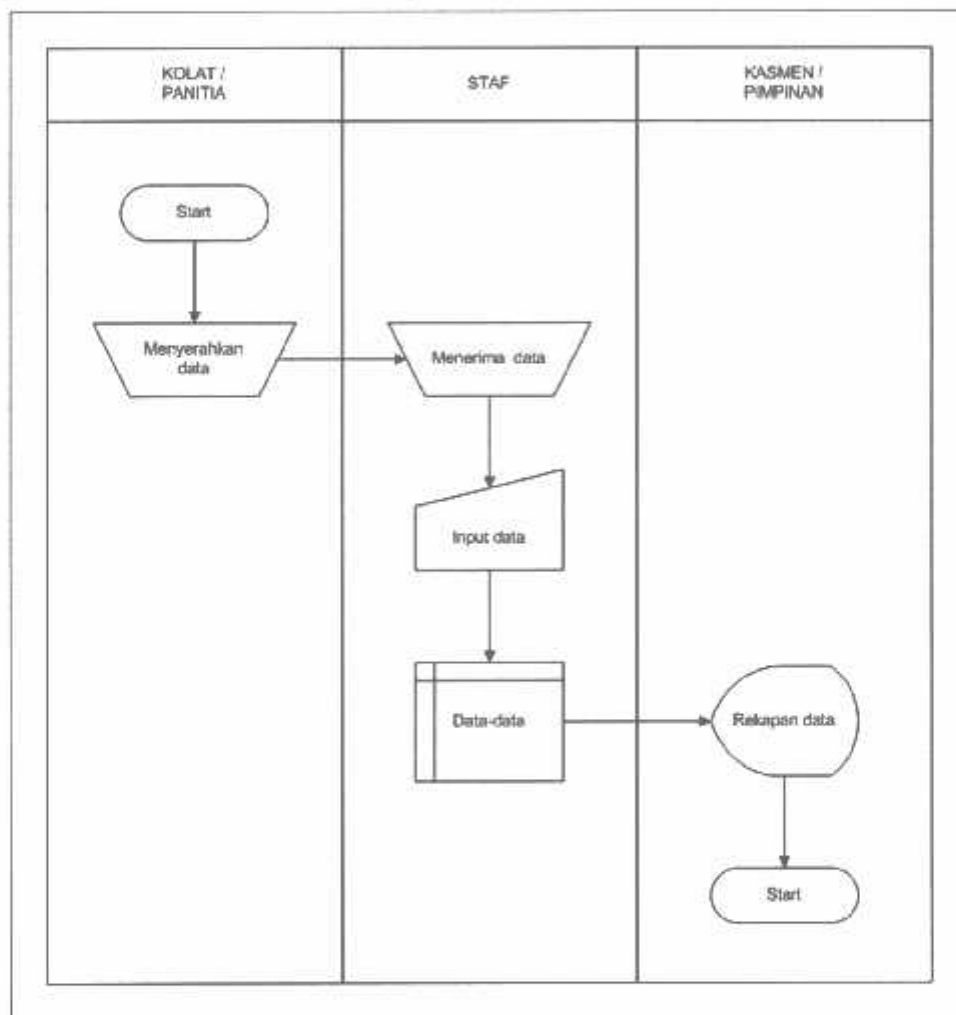 KOLAT /
PANITIA
STAF
KASMEN /
PIMPINAN
Start
Menyerahkan
data
Menerima data
Input data
Data-data
Rekapan data
Start